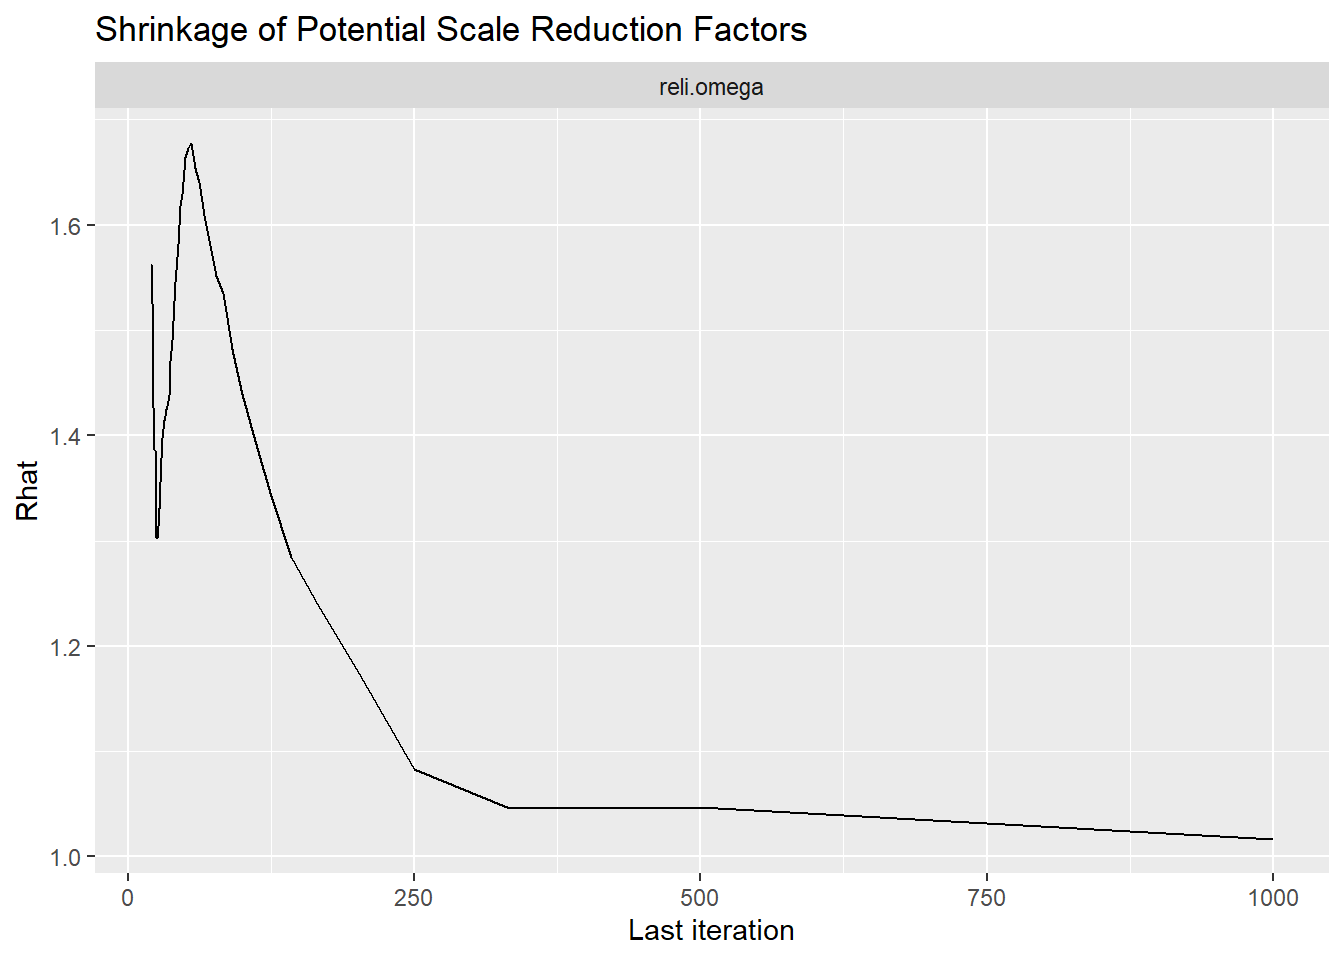 Shrinkage of Potential Scale Reduction Factors
reli.omega
1.6
1.4
1.2
1.0
Rhat
0 250 500 750 1000
Last iteration